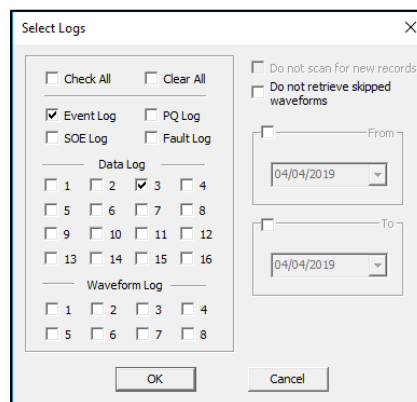 Select Logs
Check All Clear All
Do not scan for new records
Do not retrieve skipped
waveforms
Event Log PQ Log
SOE Log Fault Log
From
04/04/2019
Data Log
1 2 3 4
5 6 7 8
9 10 11 12
13 14 15 16
To
04/04/2019
Waveform Log
1 2 3 4
5 6 7 8
OK Cancel